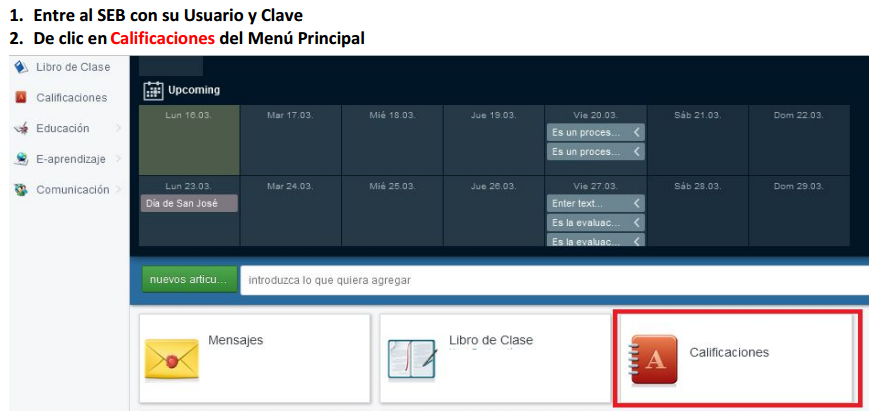 1. Entre al SEB con su Usuario y Clave
2. De clic en Calificaciones del Menú Principal
Libro de Clase
Calificaciones
Educación
E-aprendizaje
Comunicación
Upcoming
Lun 16.03. Mar 17.03. Mié 18.03. Jue 19.03. Vie 20.03. Sáb 21.03. Dom 22.03.
Es un proces...
Es un proces...
Lun 23.03. Mar 24.03. Mié 25.03. Jue 26.03. Vie 27.03. Sáb 28.03. Dom 29.03.
Día de San José Enter text...
Es la evaluac...
Es la evaluac...
nuevos articu... introduzca lo que quiera agregar
Mensajes
Libro de Clase
A Calificaciones